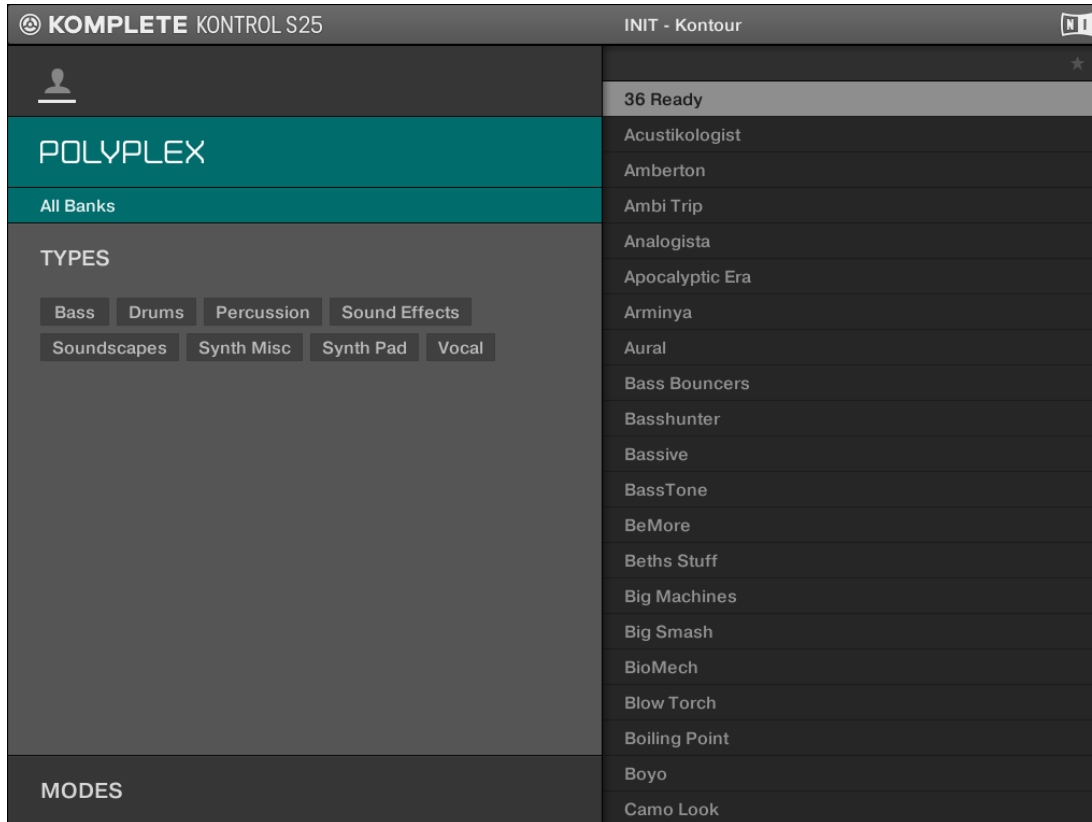 KOMPLETE KONTROL S25
INIT - Kontour
NI
POLYPLEX
All Banks
TYPES
Bass Drums Percussion Sound Effects
Soundscapes Synth Misc Synth Pad Vocal
MODES
36 Ready
Acustikologist
Amberton
Ambi Trip
Analogista
Apocalyptic Era
Arminya
Aural
Bass Bouncers
Basshunter
Bassive
BassTone
BeMore
Beths Stuff
Big Machines
Big Smash
BioMech
Blow Torch
Boiling Point
Boyo
Camo Look